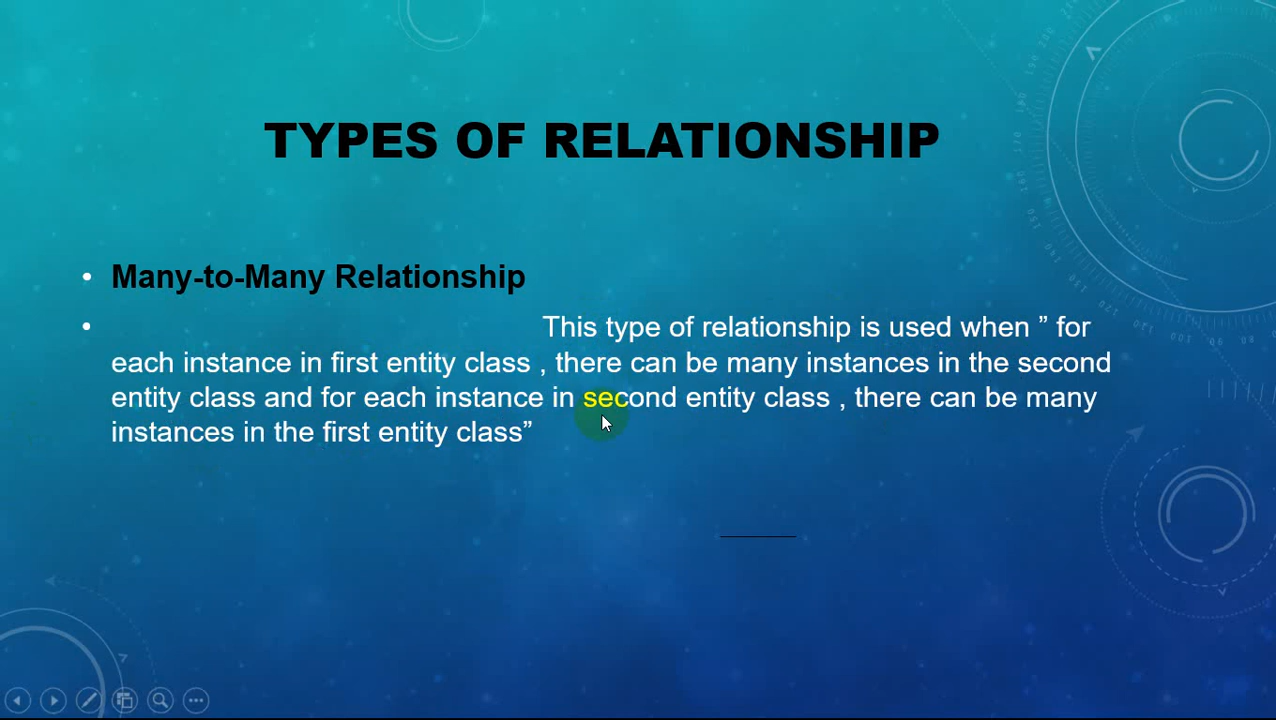 TYPES OF RELATIONSHIP
• Many-to-Many Relationship
• This type of relationship is used when ” for
each instance in first entity class , there can be many instances in the second
entity class and for each instance in second entity class , there can be many
instances in the first entity class”